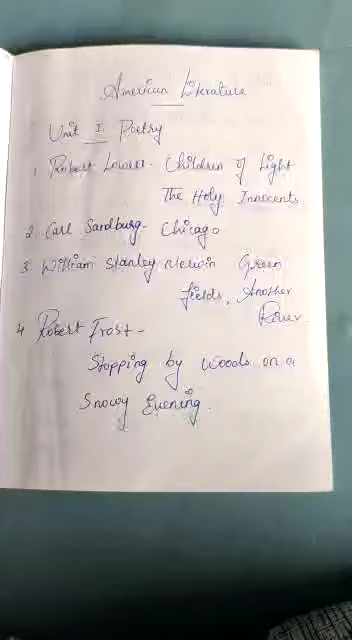 American Literature
Unit I Poetry
1. Robert Lowell - Children of Light
The Holy Innocents
2. Carl Sandburg - Chicago
3. William Stanley Merwin Green
fields, Another
River
4 Robert Frost -
Stopping by Woods on a
Snowy Evening.